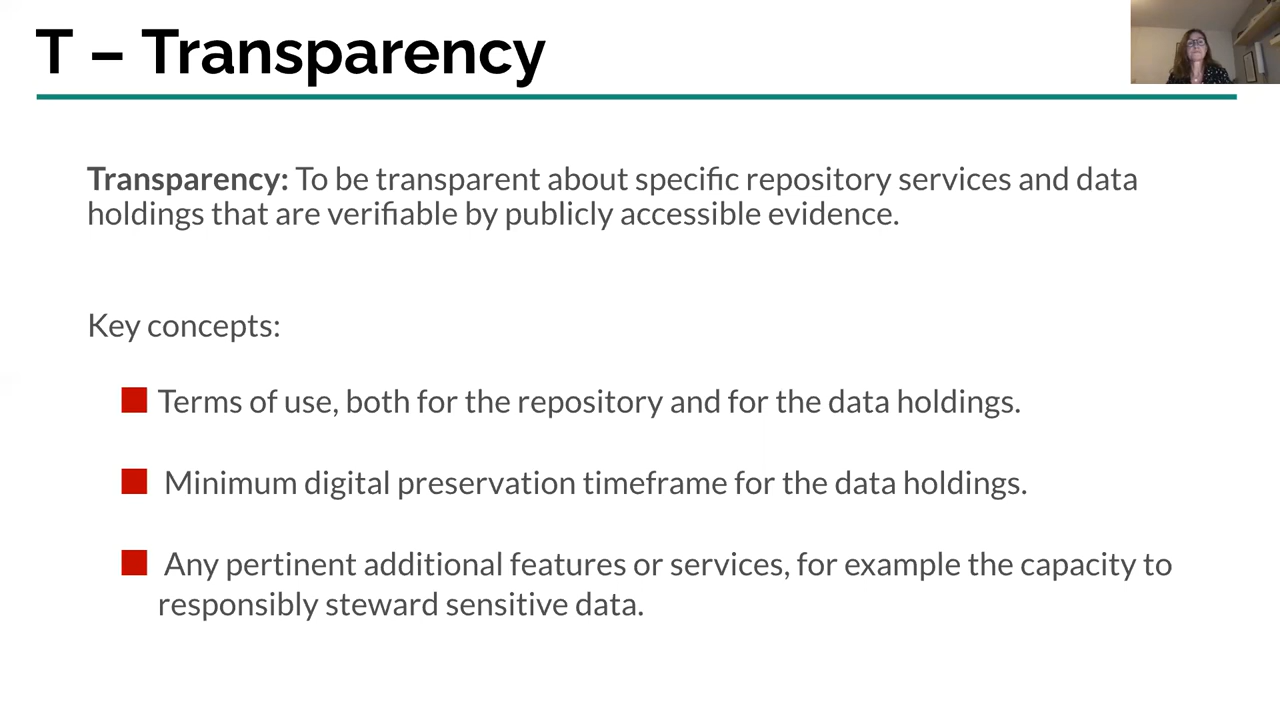 T – Transparency
Transparency: To be transparent about specific repository services and data
holdings that are verifiable by publicly accessible evidence.
Key concepts:
Terms of use, both for the repository and for the data holdings.
Minimum digital preservation timeframe for the data holdings.
Any pertinent additional features or services, for example the capacity to
responsibly steward sensitive data.